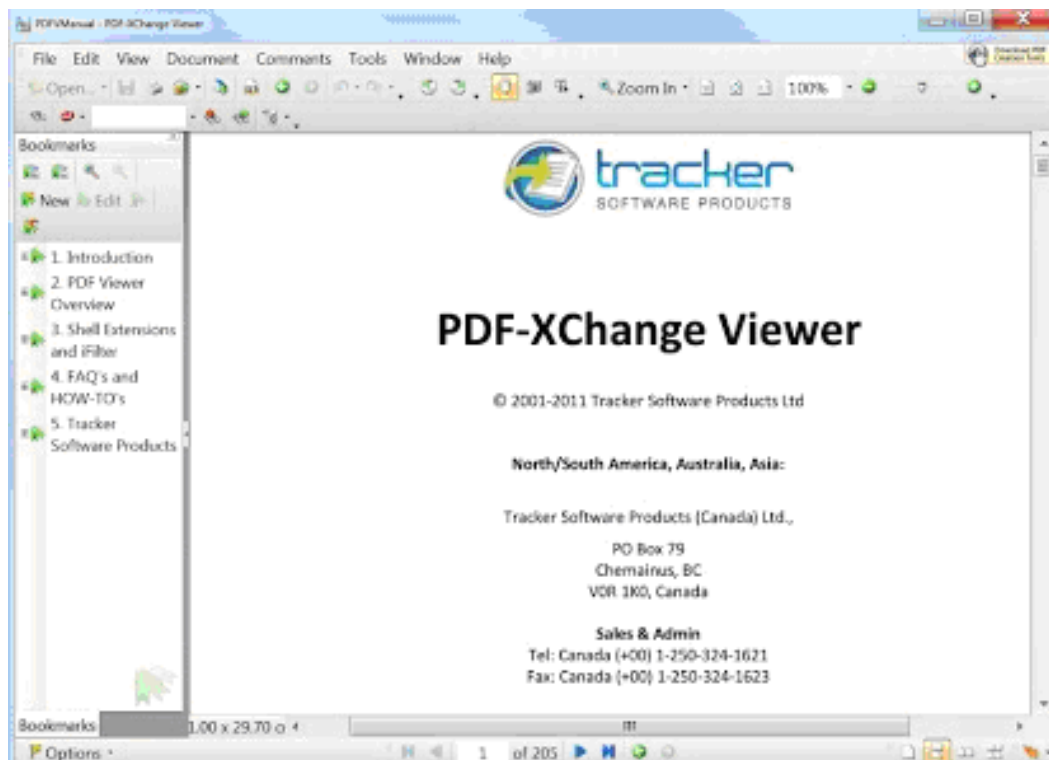 PDFVManual - PDF-XChange Viewer
File Edit View Document Comments Tools Window Help
Download PDF
Creation Tools
Open... Zoom In 100%
Bookmarks
New Edit
1. Introduction
2. PDF Viewer
Overview
3. Shell Extensions
and iFilter
4. FAQ's and
HOW-TO's
5. Tracker
Software Products
tracker
SOFTWARE PRODUCTS
PDF-XChange Viewer
© 2001-2011 Tracker Software Products Ltd
North/South America, Australia, Asia:
Tracker Software Products (Canada) Ltd.,
PO Box 79
Chemainus, BC
V0R 1K0, Canada
Sales & Admin
Tel: Canada (+00) 1-250-324-1621
Fax: Canada (+00) 1-250-324-1623
Bookmarks
1.00 x 29.70
Options
1 of 205